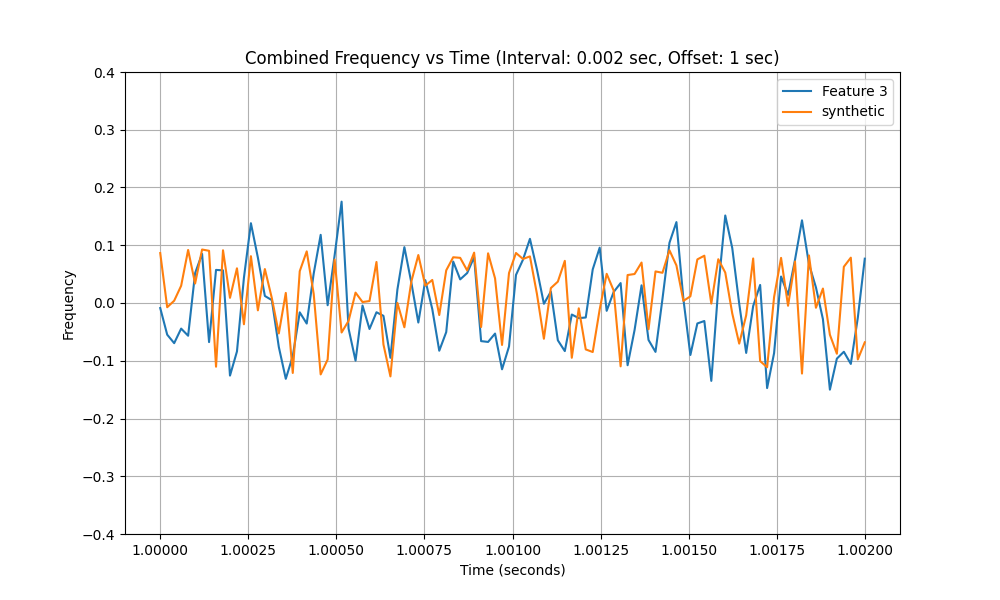 Combined Frequency vs Time (Interval: 0.002 sec, Offset: 1 sec)
Feature 3
synthetic
Frequency
0.4
0.3
0.2
0.1
0.0
−0.1
−0.2
−0.3
−0.4
1.00000 1.00025 1.00050 1.00075 1.00100 1.00125 1.00150 1.00175 1.00200
Time (seconds)